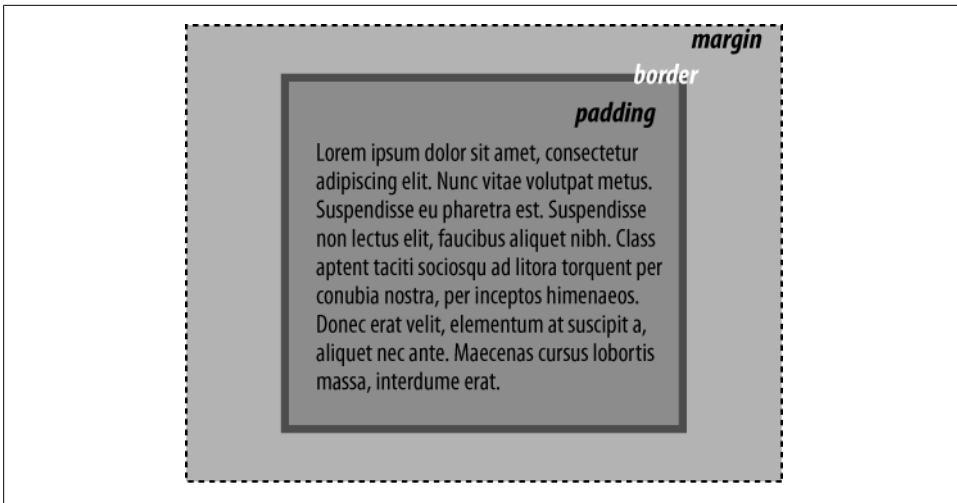 margin
border
padding
Lorem ipsum dolor sit amet, consectetur
adipiscing elit. Nunc vitae volutpat metus.
Suspendisse eu pharetra est. Suspendisse
non lectus elit, faucibus aliquet nibh. Class
aptent taciti sociosqu ad litora torquent per
conubia nostra, per inceptos himenaeos.
Donec erat velit, elementum at suscipit a,
aliquet nec ante. Maecenas cursus lobortis
massa, interdume erat.